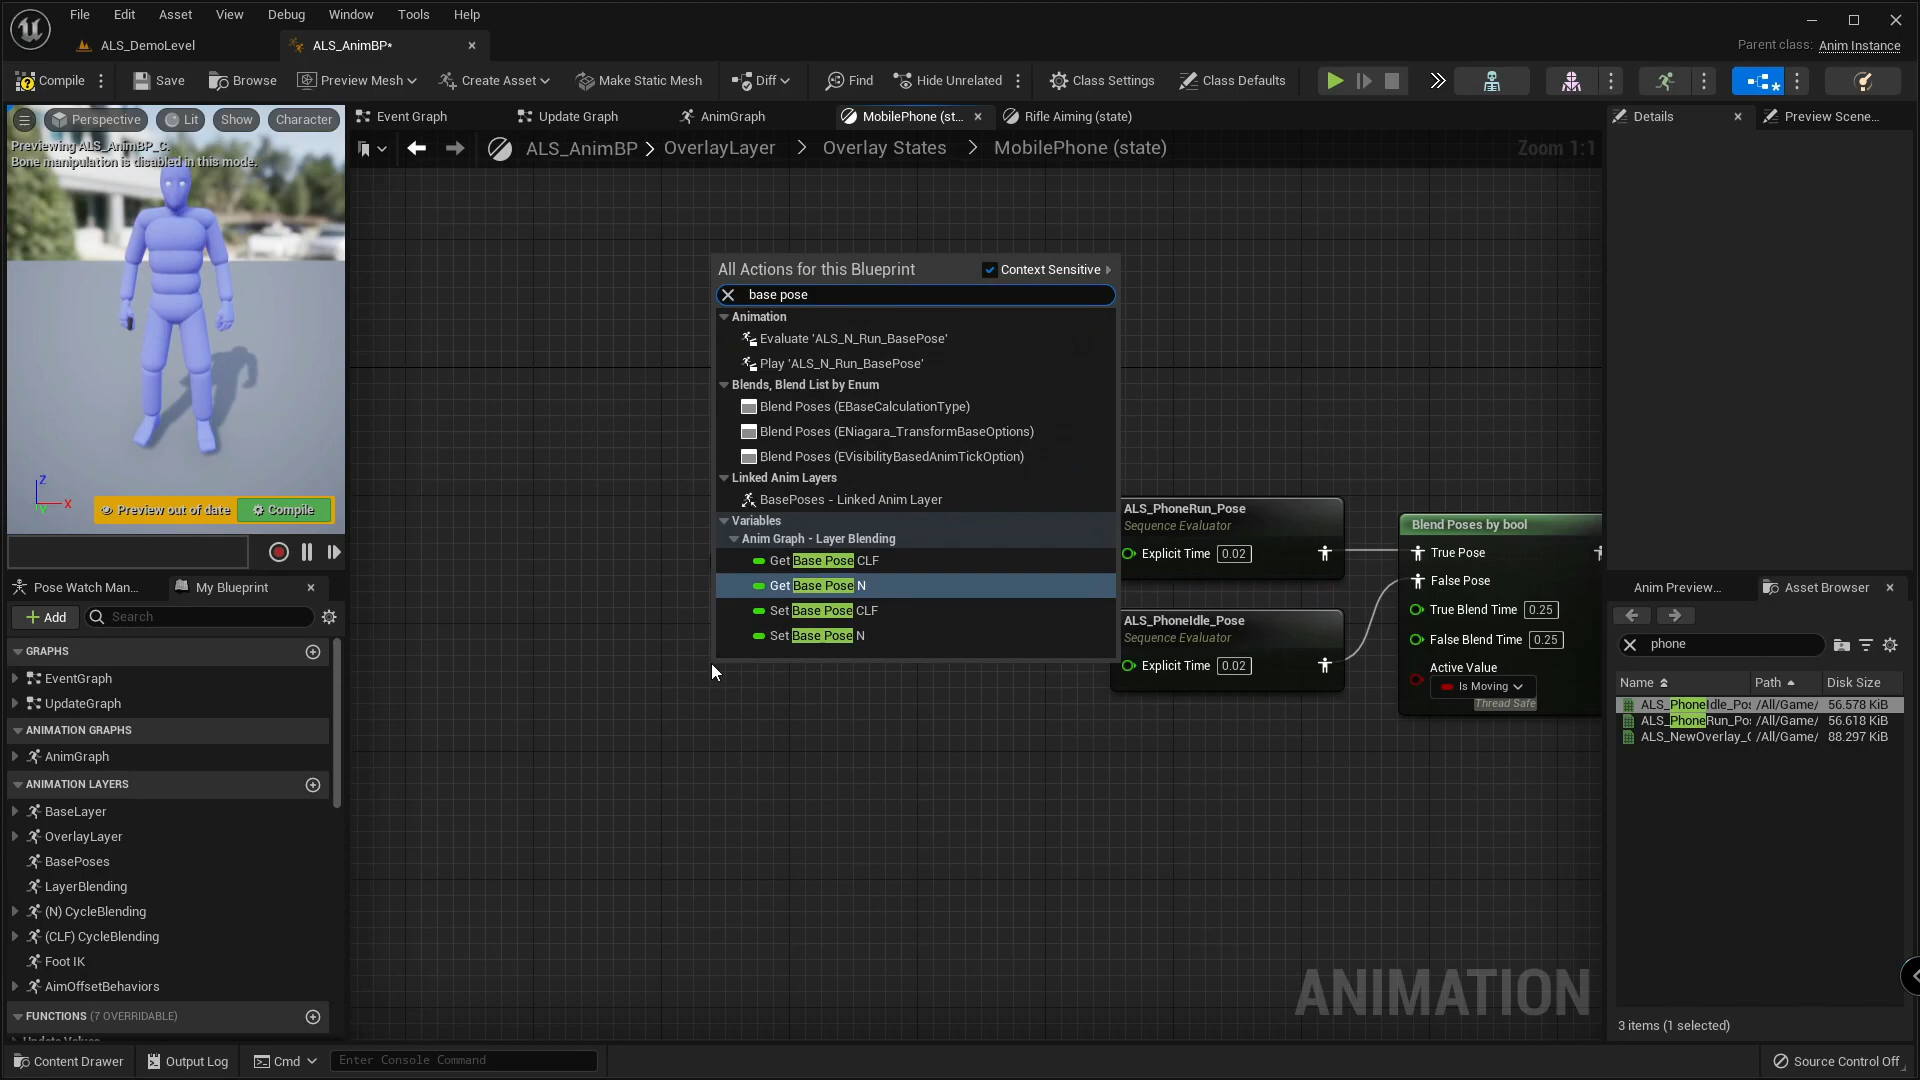 File Edit Asset View Debug Window Tools Help
ALS_DemoLevel
ALS_AnimBP*
Parent class: Anim Instance
Compile Save Browse Preview Mesh Create Asset Make Static Mesh Diff Find Hide Unrelated Class Settings Class Defaults
Perspective Lit Show Character
Previewing ALS_AnimBP_C.
Bone manipulation is disabled in this mode.
Event Graph Update Graph AnimGraph MobilePhone (st... Rifle Aiming (state)
Details Preview Scene...
ALS_AnimBP > OverlayLayer > Overlay States > MobilePhone (state)
Zoom 1:1
All Actions for this Blueprint
Context Sensitive
base pose
Animation
Evaluate 'ALS_N_Run_BasePose'
Play 'ALS_N_Run_BasePose'
Blends, Blend List by Enum
Blend Poses (EBaseCalculationType)
Blend Poses (ENiagara_TransformBaseOptions)
Blend Poses (EVisibilityBasedAnimTickOption)
Linked Anim Layers
BasePoses - Linked Anim Layer
Variables
Anim Graph - Layer Blending
Get Base Pose CLF
Get Base Pose N
Set Base Pose CLF
Set Base Pose N
ALS_PhoneRun_Pose
Sequence Evaluator
Explicit Time 0.02
ALS_PhoneIdle_Pose
Sequence Evaluator
Explicit Time 0.02
Blend Poses by bool
True Pose
False Pose
True Blend Time 0.25
False Blend Time 0.25
Active Value
Is Moving
Thread Safe
ANIMATION
Z
X
Y
Preview out of date
Compile
Pose Watch Man...
My Blueprint
Add
Search
GRAPHS
EventGraph
UpdateGraph
ANIMATION GRAPHS
AnimGraph
ANIMATION LAYERS
BaseLayer
OverlayLayer
BasePoses
LayerBlending
(N) CycleBlending
(CLF) CycleBlending
Foot IK
AimOffsetBehaviors
FUNCTIONS (7 OVERRIDABLE)
Update Values
Anim Preview...
Asset Browser
phone
Name Path Disk Size
ALS_PhoneIdle_Pos /All/Game/ 56.578 KiB
ALS_PhoneRun_Pos /All/Game/ 56.618 KiB
ALS_NewOverlay_( /All/Game/ 88.297 KiB
3 items (1 selected)
Content Drawer Output Log Cmd Enter Console Command
Source Control Off